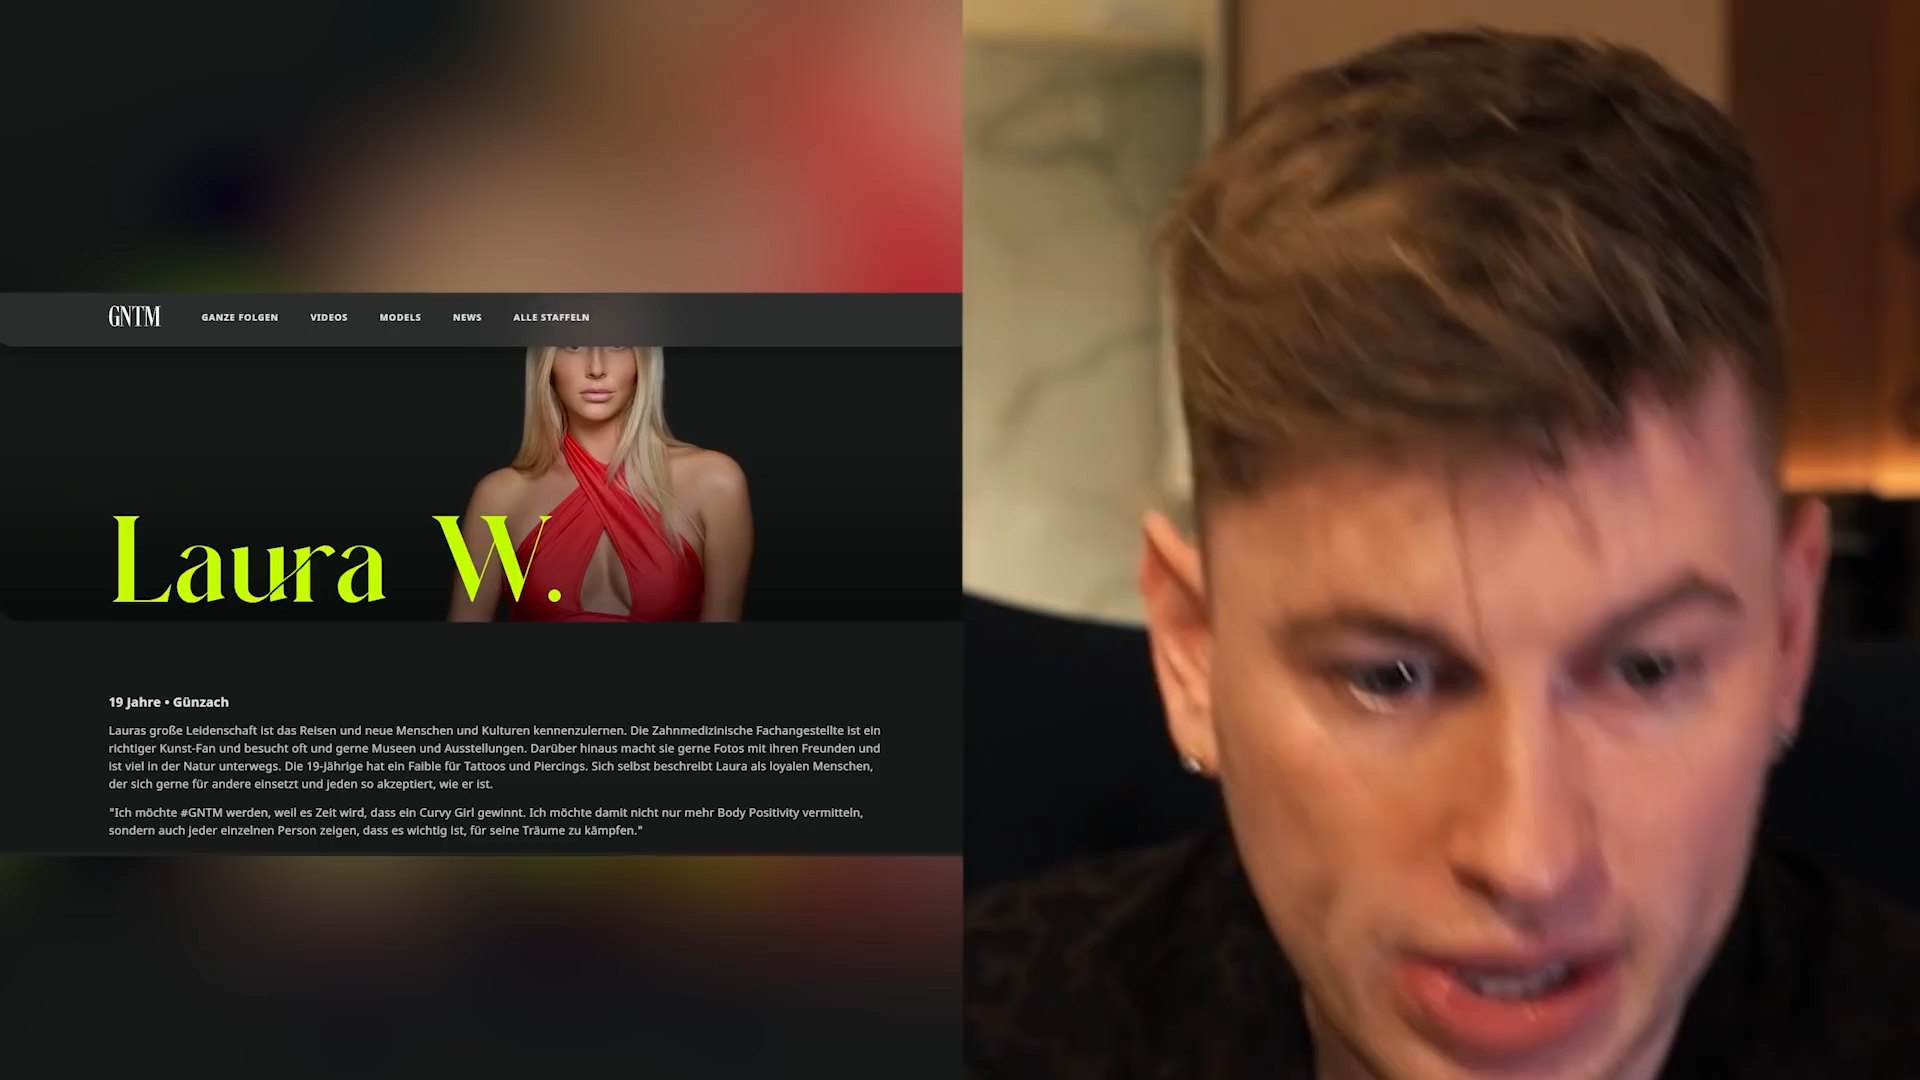 GNTM GANZE FOLGEN VIDEOS MODELS NEWS ALLE STAFFELN
Laura W.
19 Jahre • Günzach
Lauras große Leidenschaft ist das Reisen und neue Menschen und Kulturen kennenzulernen. Die Zahnmedizinische Fachangestellte ist ein
richtiger Kunst-Fan und besucht oft und gerne Museen und Ausstellungen. Darüber hinaus macht sie gerne Fotos mit ihren Freunden und
ist viel in der Natur unterwegs. Die 19-Jährige hat ein Faible für Tattoos und Piercings. Sich selbst beschreibt Laura als loyalen Menschen,
der sich gerne für andere einsetzt und jeden so akzeptiert, wie er ist.
"Ich möchte #GNTM werden, weil es Zeit wird, dass ein Curvy Girl gewinnt. Ich möchte damit nicht nur mehr Body Positivity vermitteln,
sondern auch jeder einzelnen Person zeigen, dass es wichtig ist, für seine Träume zu kämpfen."